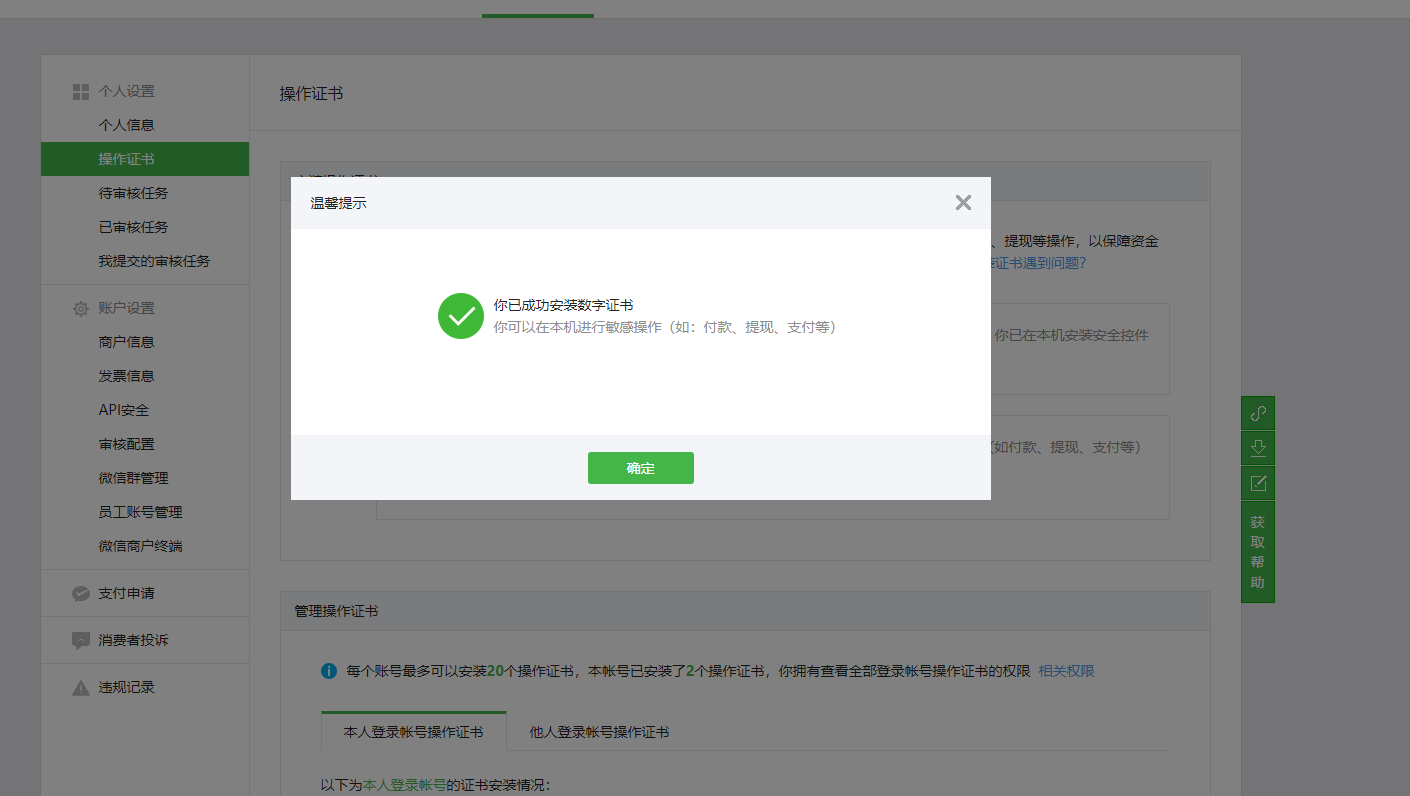 个人设置
个人信息
操作证书
待审核任务
已审核任务
我提交的审核任务
账户设置
商户信息
发票信息
API安全
审核配置
微信群管理
员工账号管理
微信商户终端
支付申请
消费者投诉
违规记录
操作证书
温馨提示
你已成功安装数字证书
你可以在本机进行敏感操作（如：付款、提现、支付等）
确定
、提现等操作，以保障资金
证书遇到问题?
你已在本机安装安全控件
（如付款、提现、支付等）
管理操作证书
每个账号最多可以安装20个操作证书，本帐号已安装了2个操作证书，你拥有查看全部登录帐号操作证书的权限 相关权限
本人登录帐号操作证书
他人登录帐号操作证书
以下为本人登录帐号的证书安装情况：
获
取
帮
助